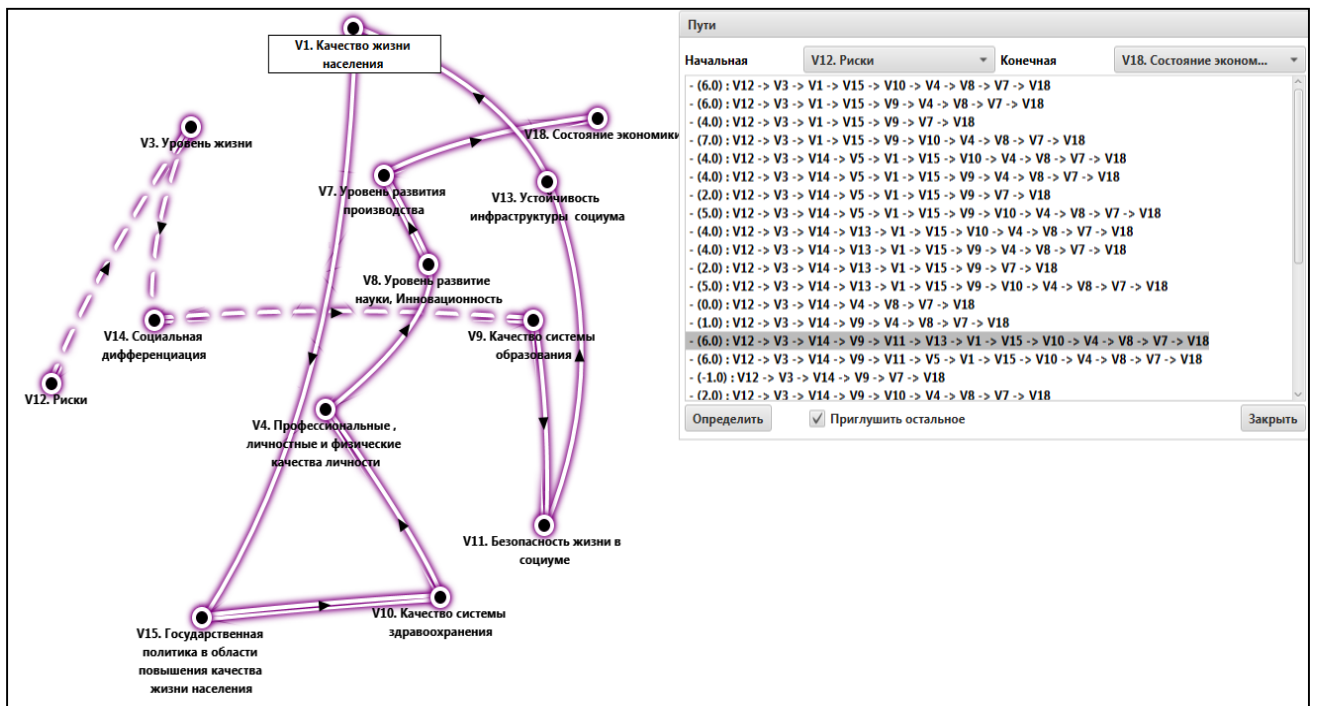 V1. Качество жизни
населения
V3. Уровень жизни
V18. Состояние экономики
V7. Уровень развития
производства
V13. Устойчивость
инфраструктуры социума
V8. Уровень развитие
науки, Инновационность
V14. Социальная
дифференциация
V9. Качество системы
образования
V12. Риски
V4. Профессиональные ,
личностные и физические
качества личности
V11. Безопасность жизни в
социуме
V10. Качество системы
здравоохранения
V15. Государственная
политика в области
повышения качества
жизни населения
Пути
Начальная V12. Риски Конечная V18. Состояние эконом...
- (6.0) : V12 -> V3 -> V1 -> V15 -> V10 -> V4 -> V8 -> V7 -> V18
- (6.0) : V12 -> V3 -> V1 -> V15 -> V9 -> V4 -> V8 -> V7 -> V18
- (4.0) : V12 -> V3 -> V1 -> V15 -> V9 -> V7 -> V18
- (7.0) : V12 -> V3 -> V1 -> V15 -> V9 -> V10 -> V4 -> V8 -> V7 -> V18
- (4.0) : V12 -> V3 -> V14 -> V5 -> V1 -> V15 -> V10 -> V4 -> V8 -> V7 -> V18
- (4.0) : V12 -> V3 -> V14 -> V5 -> V1 -> V15 -> V9 -> V4 -> V8 -> V7 -> V18
- (2.0) : V12 -> V3 -> V14 -> V5 -> V1 -> V15 -> V9 -> V7 -> V18
- (5.0) : V12 -> V3 -> V14 -> V5 -> V1 -> V15 -> V9 -> V10 -> V4 -> V8 -> V7 -> V18
- (4.0) : V12 -> V3 -> V14 -> V13 -> V1 -> V15 -> V10 -> V4 -> V8 -> V7 -> V18
- (4.0) : V12 -> V3 -> V14 -> V13 -> V1 -> V15 -> V9 -> V4 -> V8 -> V7 -> V18
- (2.0) : V12 -> V3 -> V14 -> V13 -> V1 -> V15 -> V9 -> V7 -> V18
- (5.0) : V12 -> V3 -> V14 -> V13 -> V1 -> V15 -> V9 -> V10 -> V4 -> V8 -> V7 -> V18
- (0.0) : V12 -> V3 -> V14 -> V4 -> V8 -> V7 -> V18
- (1.0) : V12 -> V3 -> V14 -> V9 -> V4 -> V8 -> V7 -> V18
- (6.0) : V12 -> V3 -> V14 -> V9 -> V11 -> V13 -> V1 -> V15 -> V10 -> V4 -> V8 -> V7 -> V18
- (6.0) : V12 -> V3 -> V14 -> V9 -> V11 -> V5 -> V1 -> V15 -> V10 -> V4 -> V8 -> V7 -> V18
- (-1.0) : V12 -> V3 -> V14 -> V9 -> V7 -> V18
- (2.0) : V12 -> V3 -> V14 -> V9 -> V10 -> V4 -> V8 -> V7 -> V18
Определить Приглушить остальное Закрыть